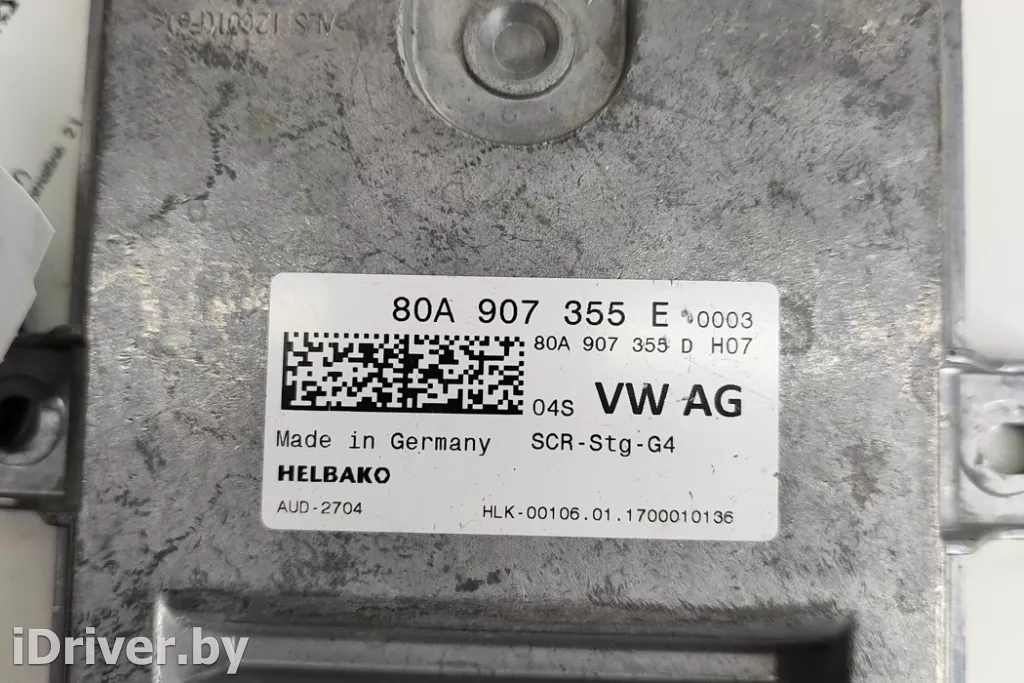 80A 907 355 E 0003
80A 907 355 D H07
04S VW AG
Made in Germany SCR-Stg-G4
HELBAKO
AUD-2704 HLK-00106.01.1700010136
iDriver.by